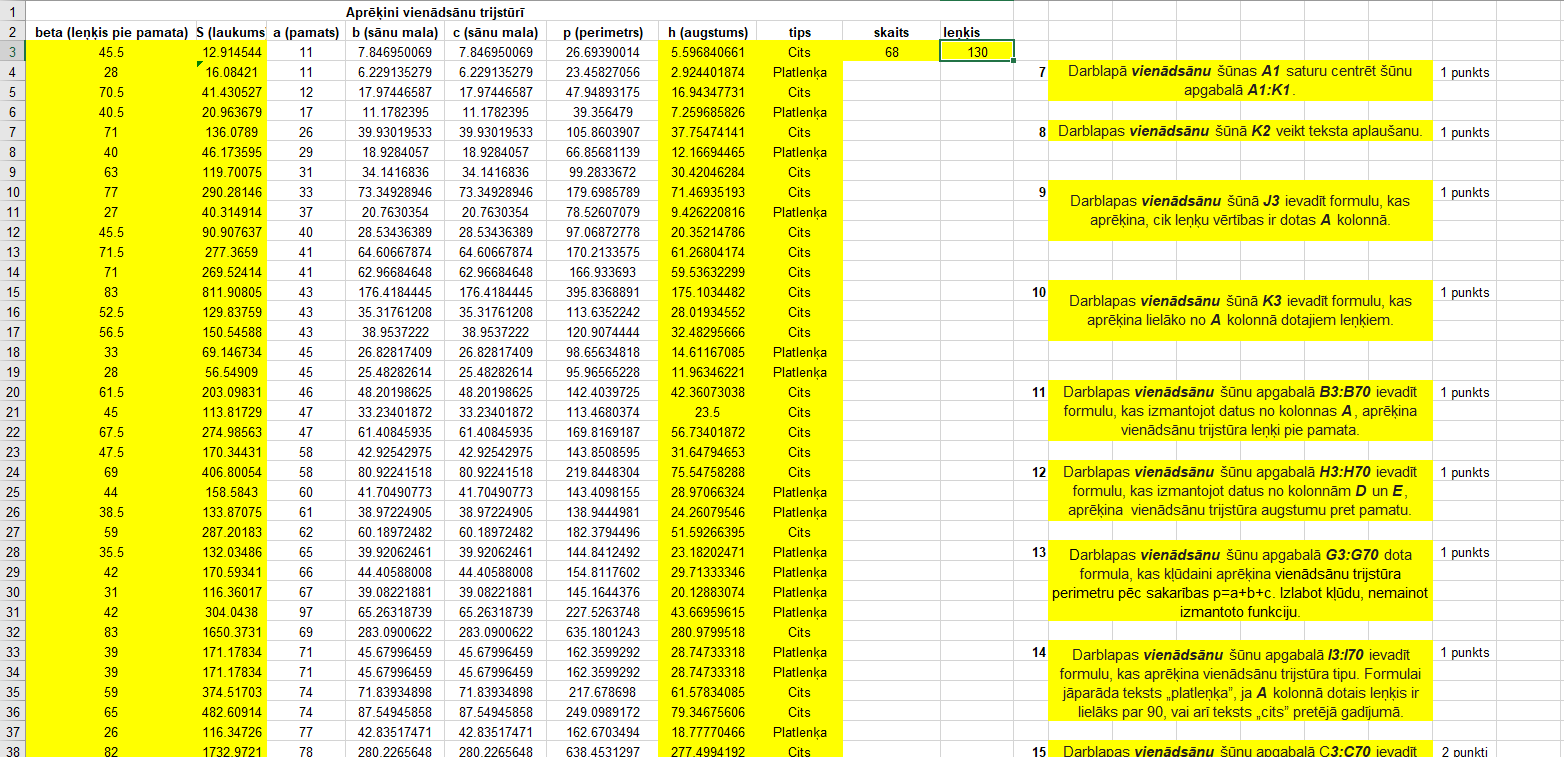 1 Aprēķini vienādsānu trijstūrī
2 beta (leņķis pie pamata) S (laukums a (pamats) b (sānu mala) c (sānu mala) p (perimetrs) h (augstums) tips skaits leņķis
3 45.5 12.914544 11 7.846950069 7.846950069 26.69390014 5.596840661 Cits 68 130
4 28 16.08421 11 6.229135279 6.229135279 23.45827056 2.924401874 Platleņķa
5 70.5 41.430527 12 17.97446587 17.97446587 47.94893175 16.94347731 Cits
6 40.5 20.963679 17 11.1782395 11.1782395 39.356479 7.259685826 Platleņķa
7 71 136.0789 26 39.93019533 39.93019533 105.8603907 37.75474141 Cits
8 40 46.173595 29 18.9284057 18.9284057 66.85681139 12.16694465 Platleņķa
9 63 119.70075 31 34.1416836 34.1416836 99.2833672 30.42046284 Cits
10 77 290.28146 33 73.34928946 73.34928946 179.6985789 71.46935193 Cits
11 27 40.314914 37 20.7630354 20.7630354 78.52607079 9.426220816 Platleņķa
12 45.5 90.907637 40 28.53436389 28.53436389 97.06872778 20.35214786 Cits
13 71.5 277.3659 41 64.60667874 64.60667874 170.2133575 61.26804174 Cits
14 71 269.52414 41 62.96684648 62.96684648 166.933693 59.53632299 Cits
15 83 811.90805 43 176.4184445 176.4184445 395.8368891 175.1034482 Cits
16 52.5 129.83759 43 35.31761208 35.31761208 113.6352242 28.01934552 Cits
17 56.5 150.54588 43 38.9537222 38.9537222 120.9074444 32.48295666 Cits
18 33 69.146734 45 26.82817409 26.82817409 98.65634818 14.61167085 Platleņķa
19 28 56.54909 45 25.48282614 25.48282614 95.96565228 11.96346221 Platleņķa
20 61.5 203.09831 46 48.20198625 48.20198625 142.4039725 42.36073038 Cits
21 45 113.81729 47 33.23401872 33.23401872 113.4680374 23.5 Cits
22 67.5 274.98563 47 61.40845935 61.40845935 169.8169187 56.73401872 Cits
23 47.5 170.34431 58 42.92542975 42.92542975 143.8508595 31.64794653 Cits
24 69 406.80054 58 80.92241518 80.92241518 219.8448304 75.54758288 Cits
25 44 158.5843 60 41.70490773 41.70490773 143.4098155 28.97066324 Platleņķa
26 38.5 133.87075 61 38.97224905 38.97224905 138.9444981 24.26079546 Platleņķa
27 59 287.20183 62 60.18972482 60.18972482 182.3794496 51.59266395 Cits
28 35.5 132.03486 65 39.92062461 39.92062461 144.8412492 23.18202471 Platleņķa
29 42 170.59341 66 44.40588008 44.40588008 154.8117602 29.71333346 Platleņķa
30 31 116.36017 67 39.08221881 39.08221881 145.1644376 20.12883074 Platleņķa
31 42 304.0438 97 65.26318739 65.26318739 227.5263748 43.66959615 Platleņķa
32 83 1650.3731 69 283.0900622 283.0900622 635.1801243 280.9799518 Cits
33 39 171.17834 71 45.67996459 45.67996459 162.3599292 28.74733318 Platleņķa
34 39 171.17834 71 45.67996459 45.67996459 162.3599292 28.74733318 Platleņķa
35 59 374.51703 74 71.83934898 71.83934898 217.678698 61.57834085 Cits
36 65 482.60914 74 87.54945858 87.54945858 249.0989172 79.34675606 Cits
37 26 116.34726 77 42.83517471 42.83517471 162.6703494 18.77770466 Platleņķa
38 82 1732.9721 78 280.2265648 280.2265648 638.4531297 277.4994192 Cits
7 Darblapā vienādsānu šūnas A1 saturu centrēt šūnu 1 punkts
apgabalā A1:K1.
8 Darblapas vienādsānu šūnā K2 veikt teksta aplaušanu. 1 punkts
9 Darblapas vienādsānu šūnā J3 ievadīt formulu, kas 1 punkts
aprēķina, cik leņķu vērtības ir dotas A kolonnā.
10 Darblapas vienādsānu šūnā K3 ievadīt formulu, kas 1 punkts
aprēķina lielāko no A kolonnā dotajiem leņķiem.
11 Darblapas vienādsānu šūnu apgabalā B3:B70 ievadīt 1 punkts
formulu, kas izmantojot datus no kolonnas A, aprēķina
vienādsānu trijstūra leņķi pie pamata.
12 Darblapas vienādsānu šūnu apgabalā H3:H70 ievadīt 1 punkts
formulu, kas izmantojot datus no kolonnām D un E,
aprēķina vienādsānu trijstūra augstumu pret pamatu.
13 Darblapas vienādsānu šūnu apgabalā G3:G70 dota 1 punkts
formula, kas kļūdaini aprēķina vienādsānu trijstūra
perimetru pēc sakarības p=a+b+c. Izlabot kļūdu, nemainot
izmantoto funkciju.
14 Darblapas vienādsānu šūnu apgabalā I3:I70 ievadīt 1 punkts
formulu, kas aprēķina vienādsānu trijstūra tipu. Formulai
jāparāda teksts „platleņķa”, ja A kolonnā dotais leņķis ir
lielāks par 90, vai arī teksts „cits” pretējā gadījumā.
15 Darblapas vienādsānu šūnu apgabalā C3:C70 ievadīt 2 punkti